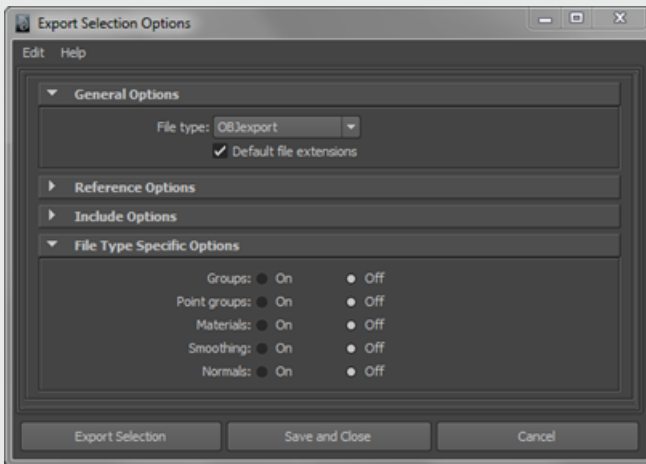 Export Selection Options
Edit Help
General Options
File type: OBJexport
Default file extensions
Reference Options
Include Options
File Type Specific Options
Groups: On Off
Point groups: On Off
Materials: On Off
Smoothing: On Off
Normals: On Off
Export Selection Save and Close Cancel